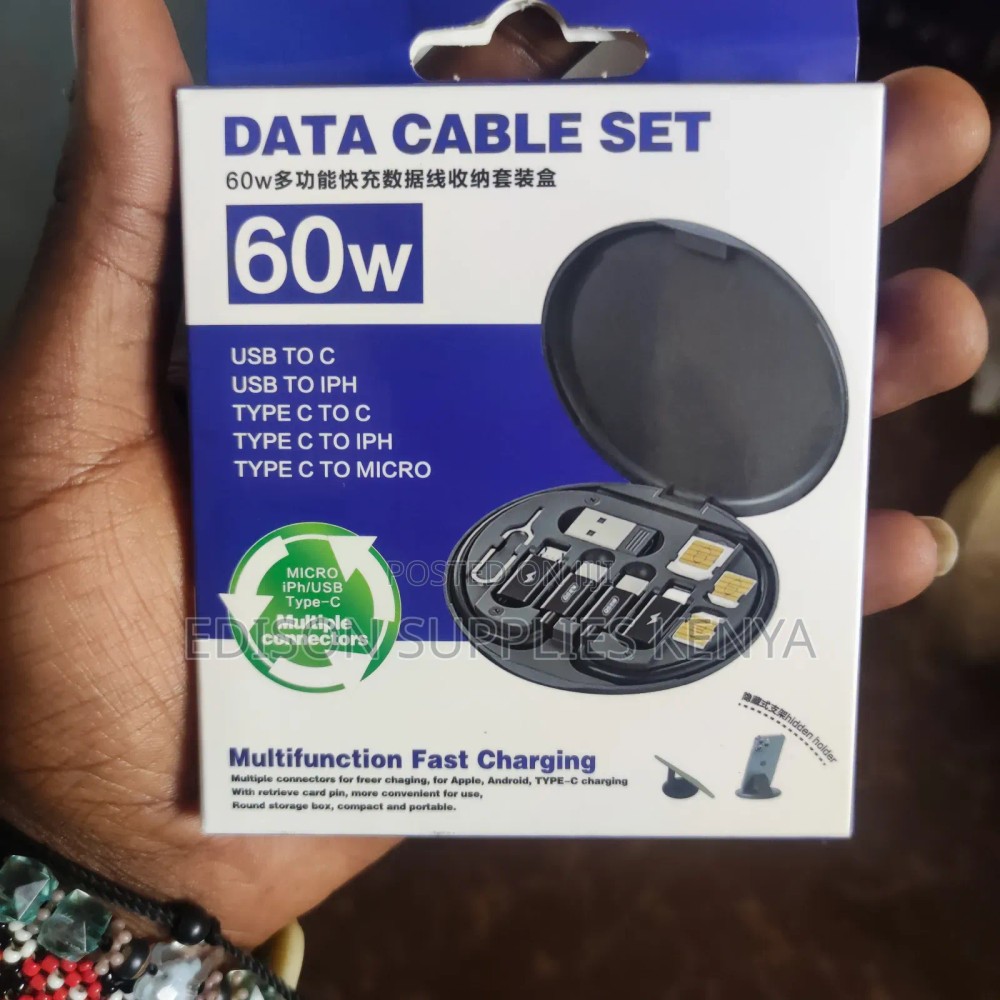 DATA CABLE SET
60w多功能快充数据线收纳套装盒
60w
USB TO C
USB TO IPH
TYPE C TO C
TYPE C TO IPH
TYPE C TO MICRO
MICRO
iPh/USB
Type-C
Multiple
connectors
POSTED ON JIJI
EDISON SUPPLIES KENYA
隐藏式支架hidden holder
Multifunction Fast Charging
Multiple connectors for freer chaging, for Apple, Android, TYPE-C charging
With retrieve card pin, more convenient for use,
Round storage box, compact and portable.